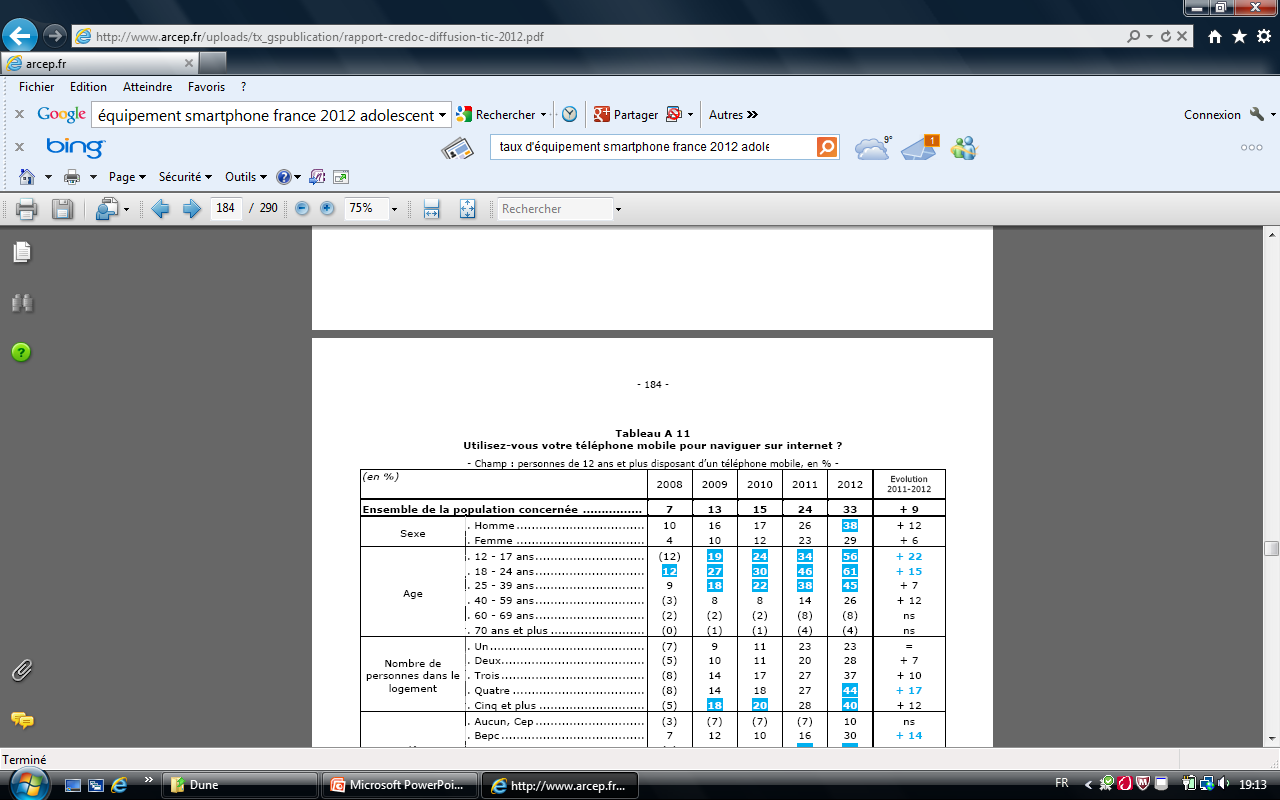 http://www.arcep.fr/uploads/tx_gspublication/rapport-credoc-diffusion-tic-2012.pdf
arcep.fr
Fichier Edition Atteindre Favoris ?
Google équipement smartphone france 2012 adolescent Rechercher Partager Autres Connexion
bing taux d'équipement smartphone france 2012 adole 9° 1
Page Sécurité Outils
184 / 290 75% Rechercher
- 184 -
Tableau A 11
Utilisez-vous votre téléphone mobile pour naviguer sur internet ?
- Champ : personnes de 12 ans et plus disposant d'un téléphone mobile, en % -
(en %) 2008 2009 2010 2011 2012 Evolution 2011-2012
Ensemble de la population concernée ................ 7 13 15 24 33 + 9
Sexe
. Homme ................................. 10 16 17 26 38 + 12
. Femme ................................. 4 10 12 23 29 + 6
Age
. 12 - 17 ans............................ (12) 19 24 34 56 + 22
. 18 - 24 ans............................ 12 27 30 46 61 + 15
. 25 - 39 ans............................ 9 18 22 38 45 + 7
. 40 - 59 ans............................ (3) 8 8 14 26 + 12
. 60 - 69 ans............................ (2) (2) (2) (8) (8) ns
. 70 ans et plus ........................ (0) (1) (1) (4) (4) ns
Nombre de personnes dans le logement
. Un....................................... (7) 9 11 23 23 =
. Deux.................................... (5) 10 11 20 28 + 7
. Trois.................................... (8) 14 17 27 37 + 10
. Quatre ................................. (8) 14 18 27 44 + 17
. Cinq et plus ........................... (5) 18 20 28 40 + 12
. Aucun, Cep ............................ (3) (7) (7) (7) 10 ns
. Bepc.................................... 7 12 10 16 30 + 14
Terminé
Dune Microsoft PowerPoi... http://www.arcep.fr... FR 19:13